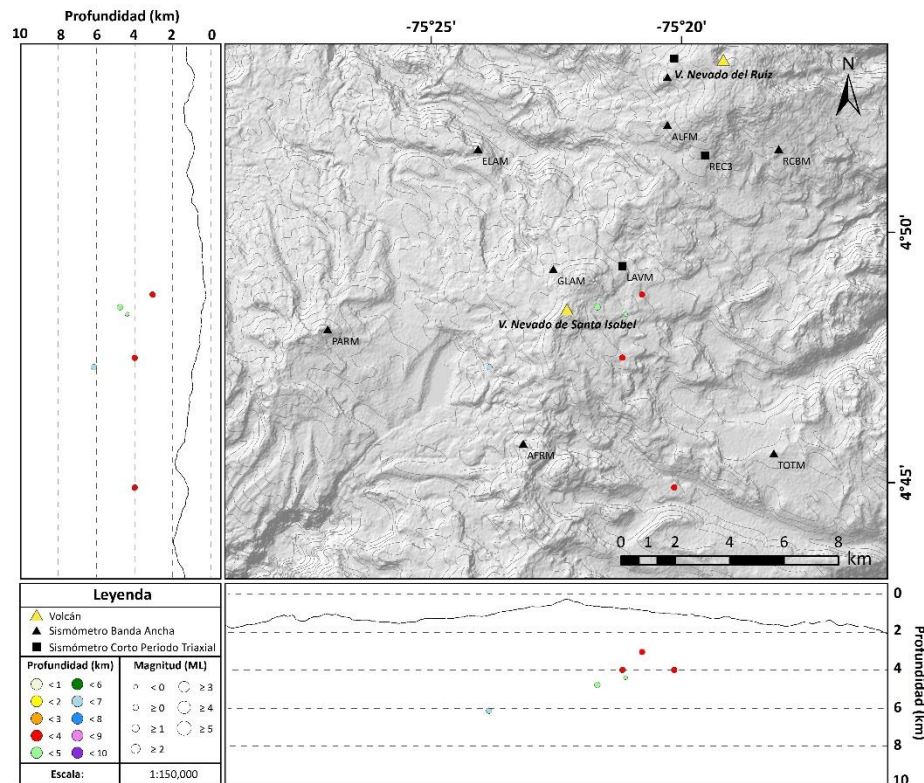 Profundidad (km)
10 8 6 4 2 0
-75°25' -75°20'
N
V. Nevado del Ruiz
ALFM
ELAM
REC3
RCBM
4°50'
GLAM
LAVM
V. Nevado de Santa Isabel
PARM
AFRM
TOTM
4°45'
0 1 2 4 6 8
km
Leyenda
Volcán
Sismómetro Banda Ancha
Sismómetro Corto Periodo Triaxial
Profundidad (km) Magnitud (ML)
< 1 < 6 < 0 ≥ 3
< 2 < 7 ≥ 0 ≥ 4
< 3 < 8 ≥ 1 ≥ 5
< 4 < 9 ≥ 2
< 5 < 10
Escala: 1:150,000
0
2
4
6
8
10
Profundidad (km)